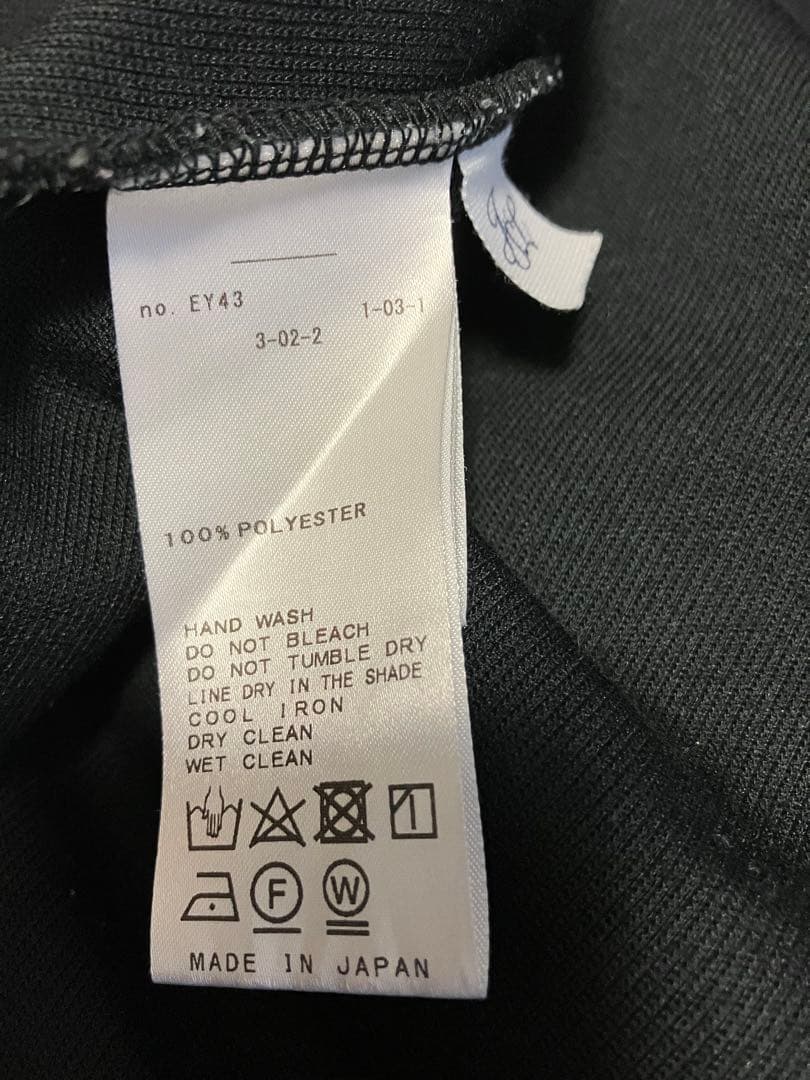 no. EY43
1-03-1
3-02-2
100% POLYESTER
HAND WASH
DO NOT BLEACH
DO NOT TUMBLE DRY
LINE DRY IN THE SHADE
COOL IRON
DRY CLEAN
WET CLEAN
F W
MADE IN JAPAN